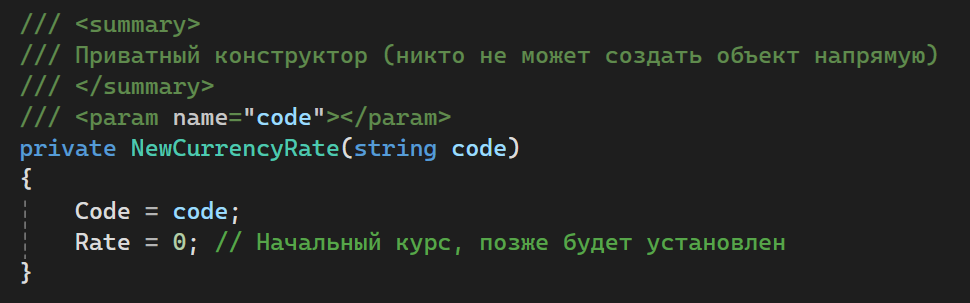 /// <summary>
/// Приватный конструктор (никто не может создать объект напрямую)
/// </summary>
/// <param name="code"></param>
private NewCurrencyRate(string code)
{
    Code = code;
    Rate = 0; // Начальный курс, позже будет установлен
}